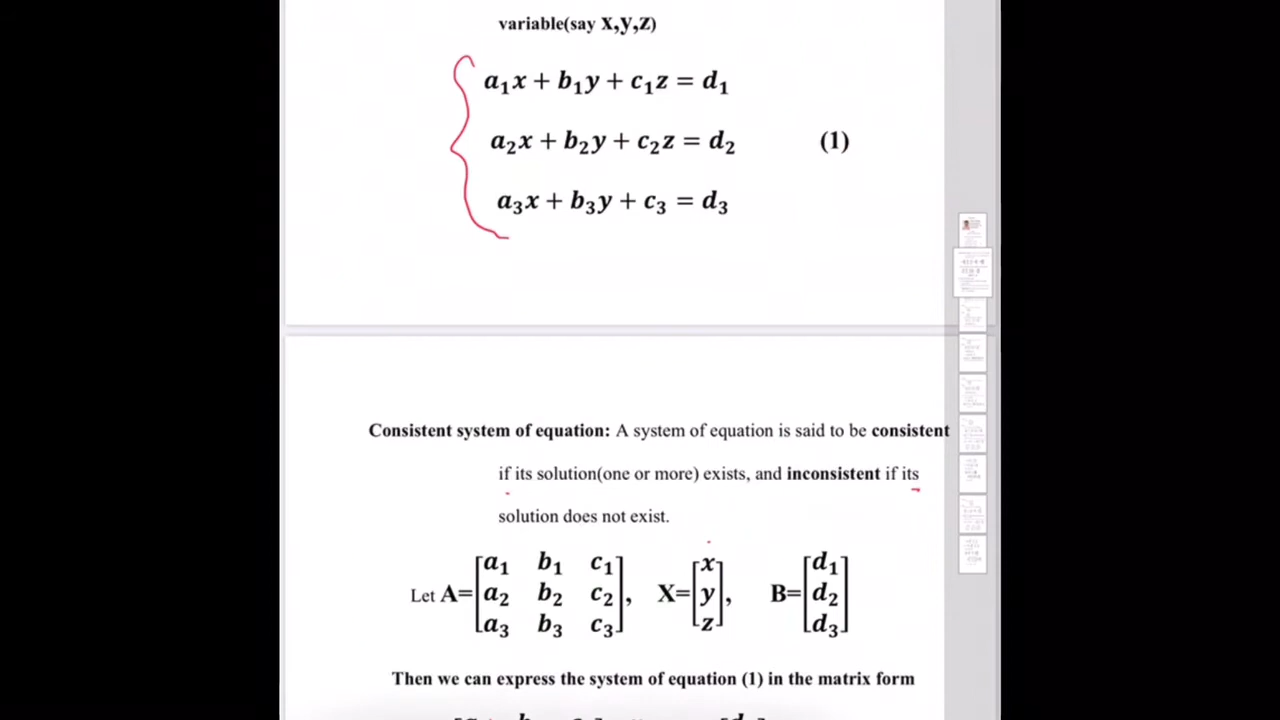 variable(say x,y,z)
a₁x + b₁y + c₁z = d₁
a₂x + b₂y + c₂z = d₂ (1)
a₃x + b₃y + c₃ = d₃
Consistent system of equation: A system of equation is said to be consistent
if its solution(one or more) exists, and inconsistent if its
solution does not exist.
Let A=[a₁ b₁ c₁ a₂ b₂ c₂ a₃ b₃ c₃], X=[x y z], B=[d₁ d₂ d₃]
Then we can express the system of equation (1) in the matrix form